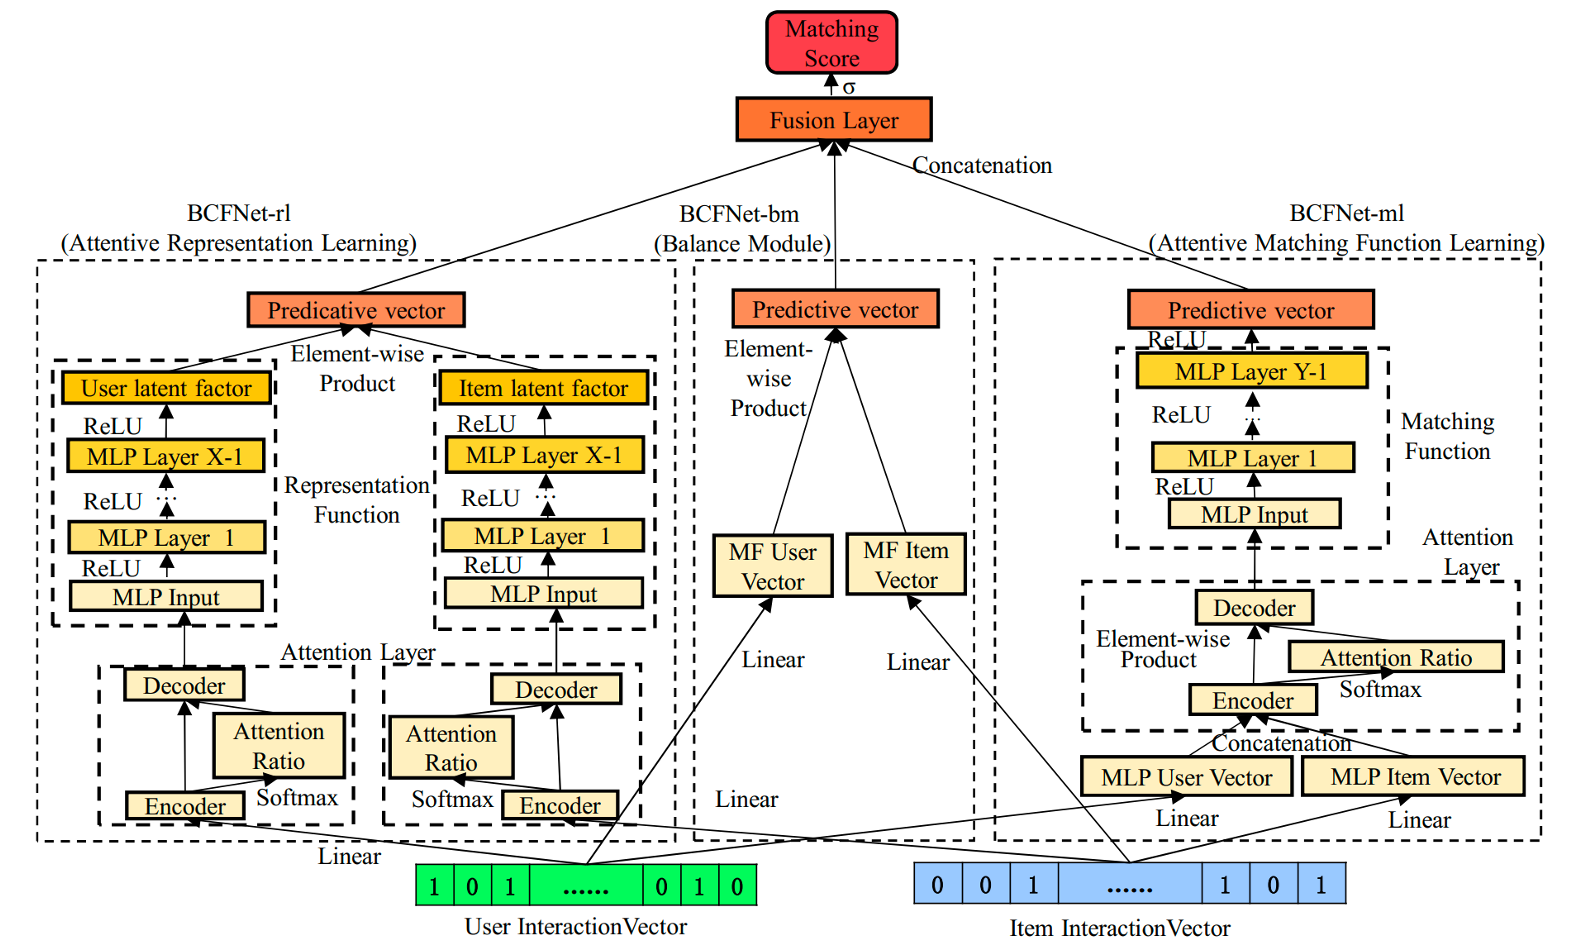 Matching
Score
σ
Fusion Layer
Concatenation
BCFNet-rl
(Attentive Representation Learning)
BCFNet-bm
(Balance Module)
BCFNet-ml
(Attentive Matching Function Learning)
Predicative vector
Element-wise
Product
User latent factor
ReLU
MLP Layer X-1
ReLU
...
MLP Layer 1
ReLU
MLP Input
Representation
Function
Item latent factor
ReLU
MLP Layer X-1
ReLU
...
MLP Layer 1
ReLU
MLP Input
Attention Layer
Decoder
Attention
Ratio
Softmax
Encoder
Decoder
Attention
Ratio
Softmax
Encoder
Linear
Predictive vector
Element-
wise
Product
MF User
Vector
MF Item
Vector
Linear
Linear
Linear
Predictive vector
ReLU
MLP Layer Y-1
ReLU
...
MLP Layer 1
ReLU
MLP Input
Matching
Function
Attention
Layer
Decoder
Element-wise
Product
Attention Ratio
Softmax
Encoder
Concatenation
MLP User Vector
MLP Item Vector
Linear
Linear
1 0 1 ...... 0 1 0
User InteractionVector
0 0 1 ...... 1 0 1
Item InteractionVector